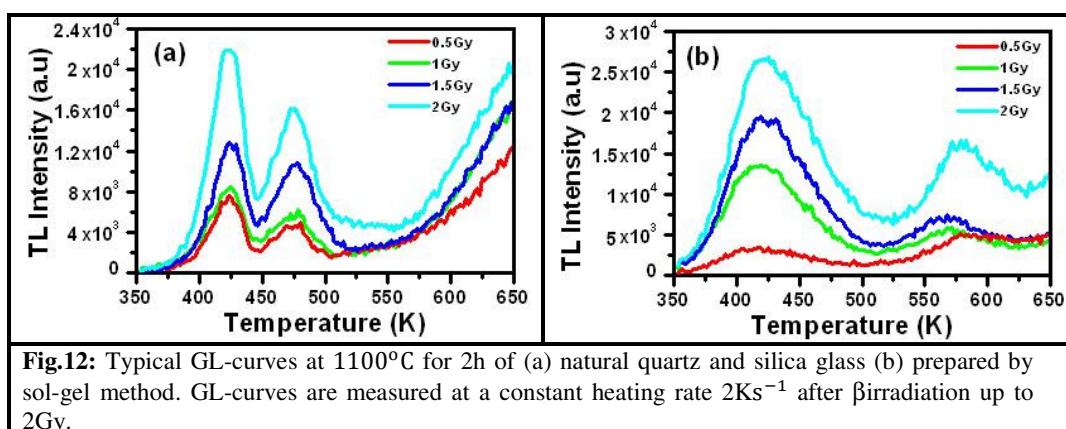 (a)
0.5Gy
1Gy
1.5Gy
2Gy
2.4x10⁴
2.0x10⁴
1.6x10⁴
1.2x10⁴
8x10³
4x10³
0
TL Intensity (a.u)
350 400 450 500 550 600 650
Temperature (K)
(b)
0.5Gy
1Gy
1.5Gy
2Gy
3x10⁴
3x10⁴
2x10⁴
2x10⁴
1x10⁴
5x10³
0
TL Intensity (a.u)
350 400 450 500 550 600 650
Temperature (K)
Fig.12: Typical GL-curves at 1100°C for 2h of (a) natural quartz and silica glass (b) prepared by
sol-gel method. GL-curves are measured at a constant heating rate 2Ks⁻¹ after βirradiation up to
2Gy.